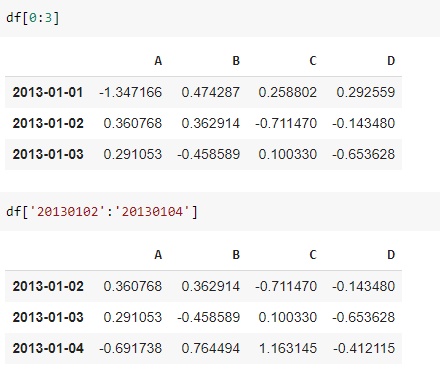 df[0:3]
A B C D
2013-01-01 -1.347166 0.474287 0.258802 0.292559
2013-01-02 0.360768 0.362914 -0.711470 -0.143480
2013-01-03 0.291053 -0.458589 0.100330 -0.653628
df['20130102':'20130104']
A B C D
2013-01-02 0.360768 0.362914 -0.711470 -0.143480
2013-01-03 0.291053 -0.458589 0.100330 -0.653628
2013-01-04 -0.691738 0.764494 1.163145 -0.412115